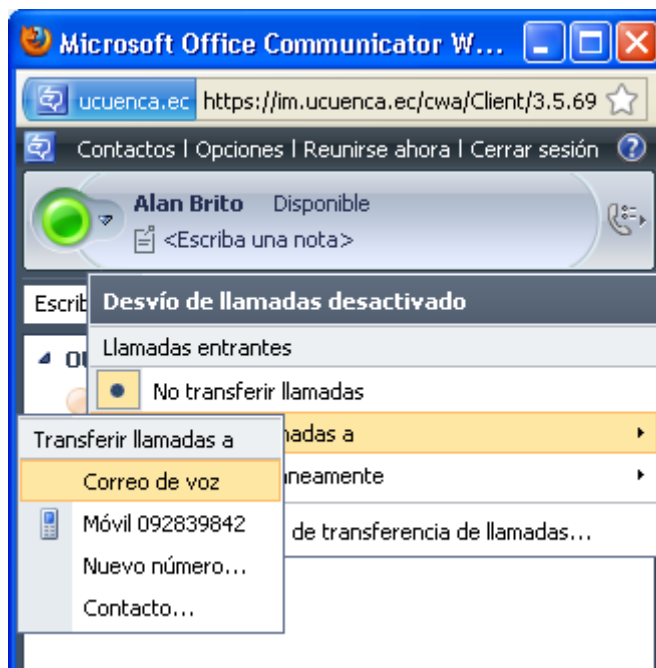 Microsoft Office Communicator W...
ucuenca.ec https://im.ucuenca.ec/cwa/Client/3.5.69
Contactos | Opciones | Reunirse ahora | Cerrar sesión
Alan Brito Disponible
<Escriba una nota>
Desvío de llamadas desactivado
Llamadas entrantes
No transferir llamadas
Transferir llamadas a
Correo de voz
Móvil 092839842
de transferencia de llamadas...
Nuevo número...
Contacto...